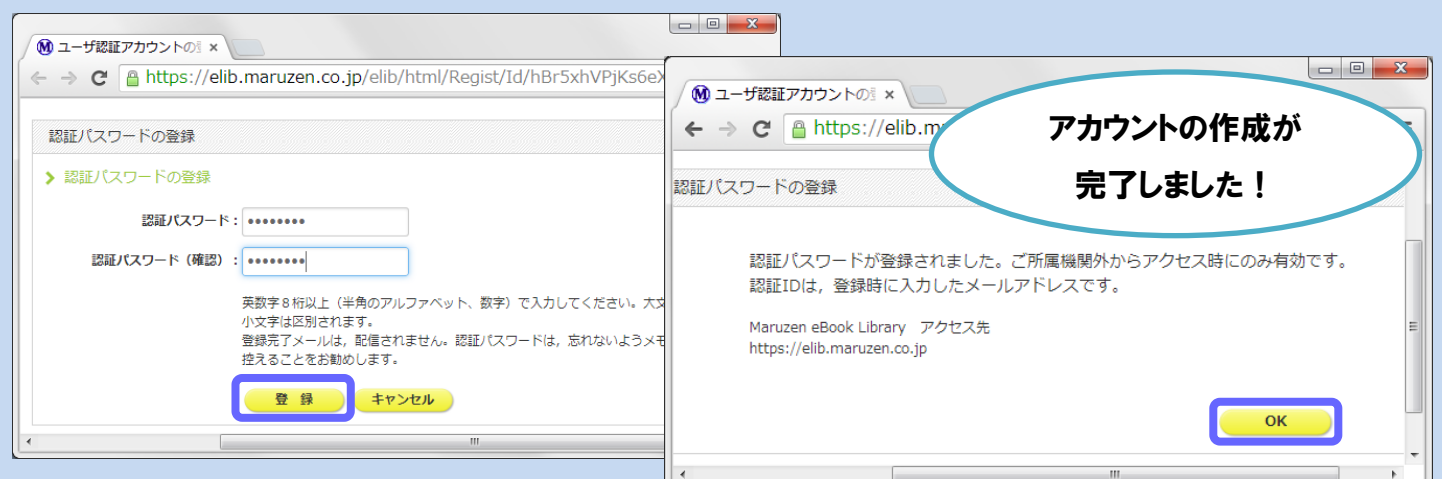 ユーザ認証アカウントの
https://elib.maruzen.co.jp/elib/html/Regist/Id/hBr5xhVPjKs6eX
認証パスワードの登録
認証パスワードの登録
認証パスワード：
認証パスワード（確認）：
英数字８桁以上（半角のアルファベット、数字）で入力してください。大文
小文字は区別されます。
登録完了メールは，配信されません。認証パスワードは，忘れないようメモ
控えることをお勧めします。
登 録
キャンセル
ユーザ認証アカウントの
https://elib.m
アカウントの作成が
完了しました！
認証パスワードの登録
認証パスワードが登録されました。ご所属機関外からアクセス時にのみ有効です。
認証IDは，登録時に入力したメールアドレスです。
Maruzen eBook Library　アクセス先
https://elib.maruzen.co.jp
OK